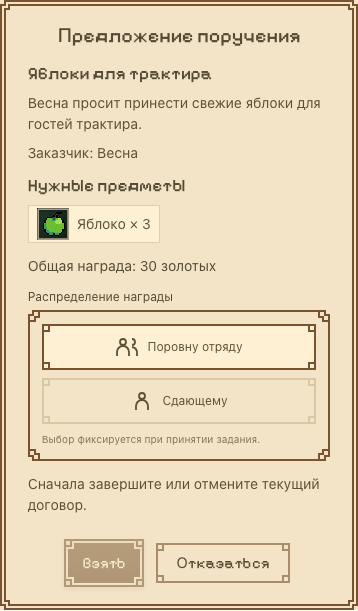 Предложение поручения
Яблоки для трактира
Весна просит принести свежие яблоки для
гостей трактира.
Заказчик: Весна
Нужные предметы
Яблоко × 3
Общая награда: 30 золотых
Распределение награды
Поровну отряду
Сдающему
Выбор фиксируется при принятии задания.
Сначала завершите или отмените текущий
договор.
Взять
Отказаться